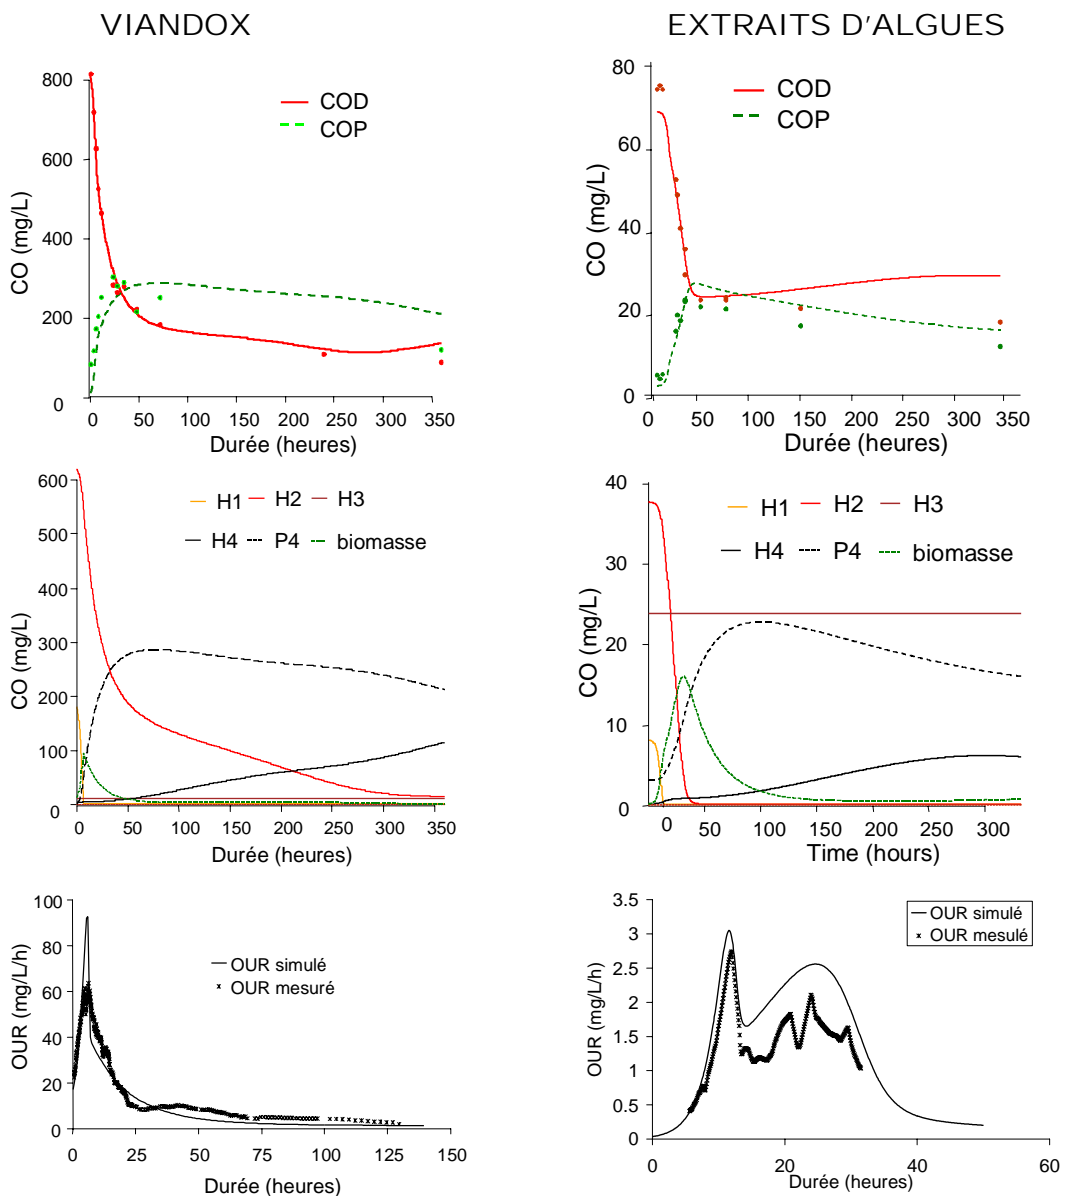 VIANDOX
EXTRAITS D'ALGUES
800
600
400
200
0
CO (mg/L)
COD
COP
0 50 100 150 200 250 300 350
Durée (heures)
80
60
40
20
0
CO (mg/L)
COD
COP
0 50 100 150 200 250 300 350
Durée (heures)
600
500
400
300
200
100
0
CO (mg/L)
H1 H2 H3
H4 P4 biomasse
0 50 100 150 200 250 300 350
Durée (heures)
40
30
20
10
0
CO (mg/L)
H1 H2 H3
H4 P4 biomasse
0 50 100 150 200 250 300
Time (hours)
100
80
60
40
20
0
OUR (mg/L/h)
OUR simulé
OUR mesuré
0 25 50 75 100 125 150
Durée (heures)
3.5
3
2.5
2
1.5
1
0.5
0
OUR (mg/L/h)
OUR simulé
OUR mesulé
0 20 40 60
Durée (heures)